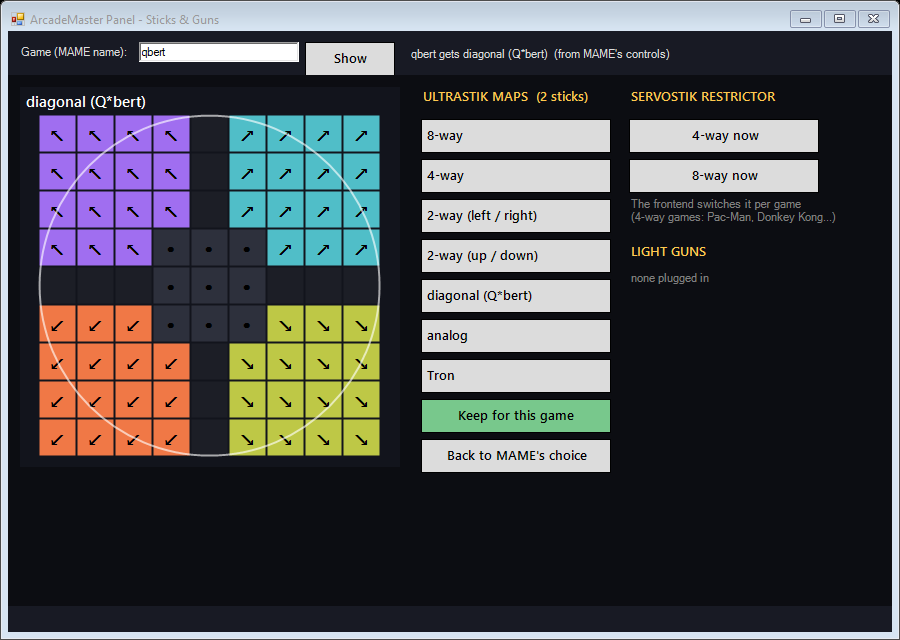 ArcadeMaster Panel - Sticks & Guns
Game (MAME name):
qbert
Show
qbert gets diagonal (Q*bert)  (from MAME's controls)
diagonal (Q*bert)
ULTRASTIK MAPS  (2 sticks)
8-way
4-way
2-way (left / right)
2-way (up / down)
diagonal (Q*bert)
analog
Tron
Keep for this game
Back to MAME's choice
SERVOSTIK RESTRICTOR
4-way now
8-way now
The frontend switches it per game
(4-way games: Pac-Man, Donkey Kong...)
LIGHT GUNS
none plugged in